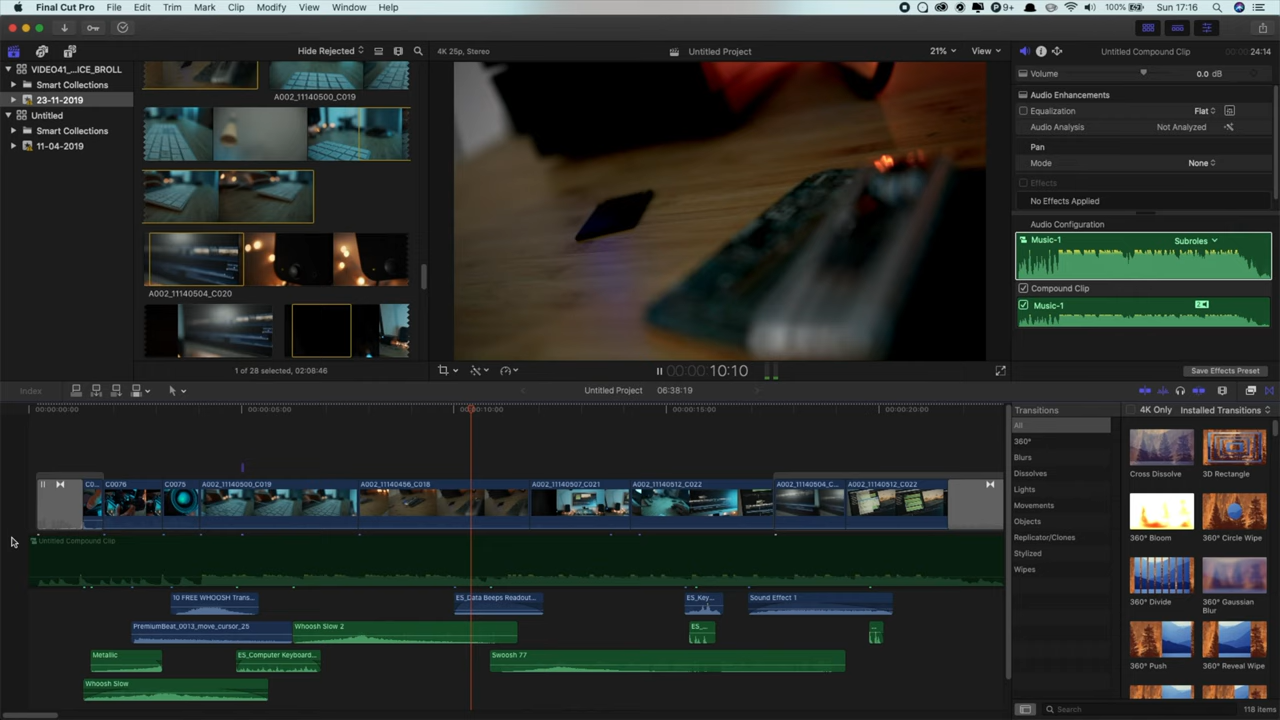 Final Cut Pro File Edit Trim Mark Clip Modify View Window Help
9+ 100% Sun 17:16
Hide Rejected 4K 25p, Stereo Untitled Project 21% View Untitled Compound Clip 24:14
VIDEO41_...ICE_BROLL
Smart Collections
23-11-2019
Untitled
Smart Collections
11-04-2019
A002_11140500_C019
A002_11140504_C020
1 of 28 selected, 02:08:46
00:00:00:10:10
Volume 0.0 dB
Audio Enhancements
Equalization Flat
Audio Analysis Not Analyzed
Pan
Mode None
Effects
No Effects Applied
Audio Configuration
Music-1 Subroles
Compound Clip
Music-1
Save Effects Preset
Index Untitled Project 06:38:19
00:00:00:00 00:00:05:00 00:00:10:00 00:00:15:00 00:00:20:00
C0... C0076 C0075 A002_11140500_C019 A002_11140456_C018 A002_11140507_C021 A002_11140512_C022 A002_11140504_C... A002_11140512_C022
Untitled Compound Clip
10 FREE WHOOSH Trans... ES_Data Beeps Readout... ES_Key... Sound Effect 1
PremiumBeat_0013_move_cursor_25 Whoosh Slow 2 ES_... ...
Metallic ES_Computer Keyboard... Swoosh 77
Whoosh Slow
Transitions 4K Only Installed Transitions
All
360°
Blurs
Dissolves
Lights
Movements
Objects
Replicator/Clones
Stylized
Wipes
Cross Dissolve 3D Rectangle
360° Bloom 360° Circle Wipe
360° Divide 360° Gaussian
Blur
360° Push 360° Reveal Wipe
Search 118 items